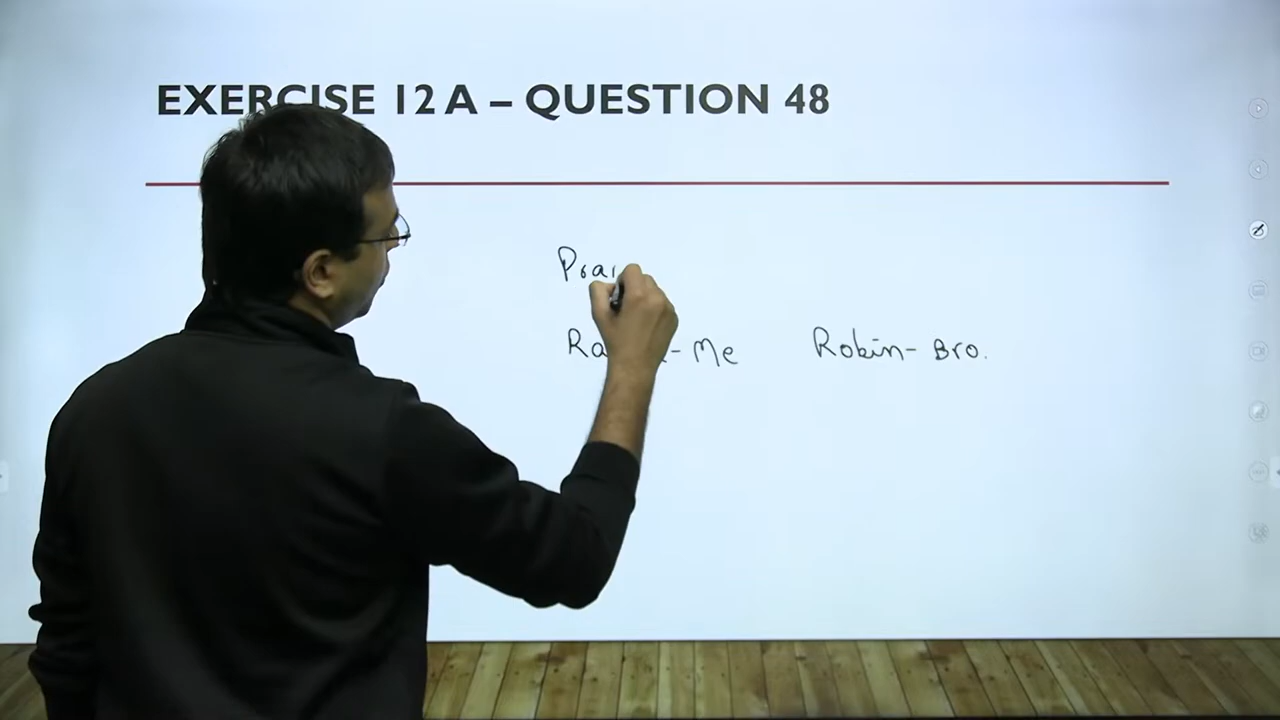 EXERCISE 12 A – QUESTION 48
- Me Robin- Bro.